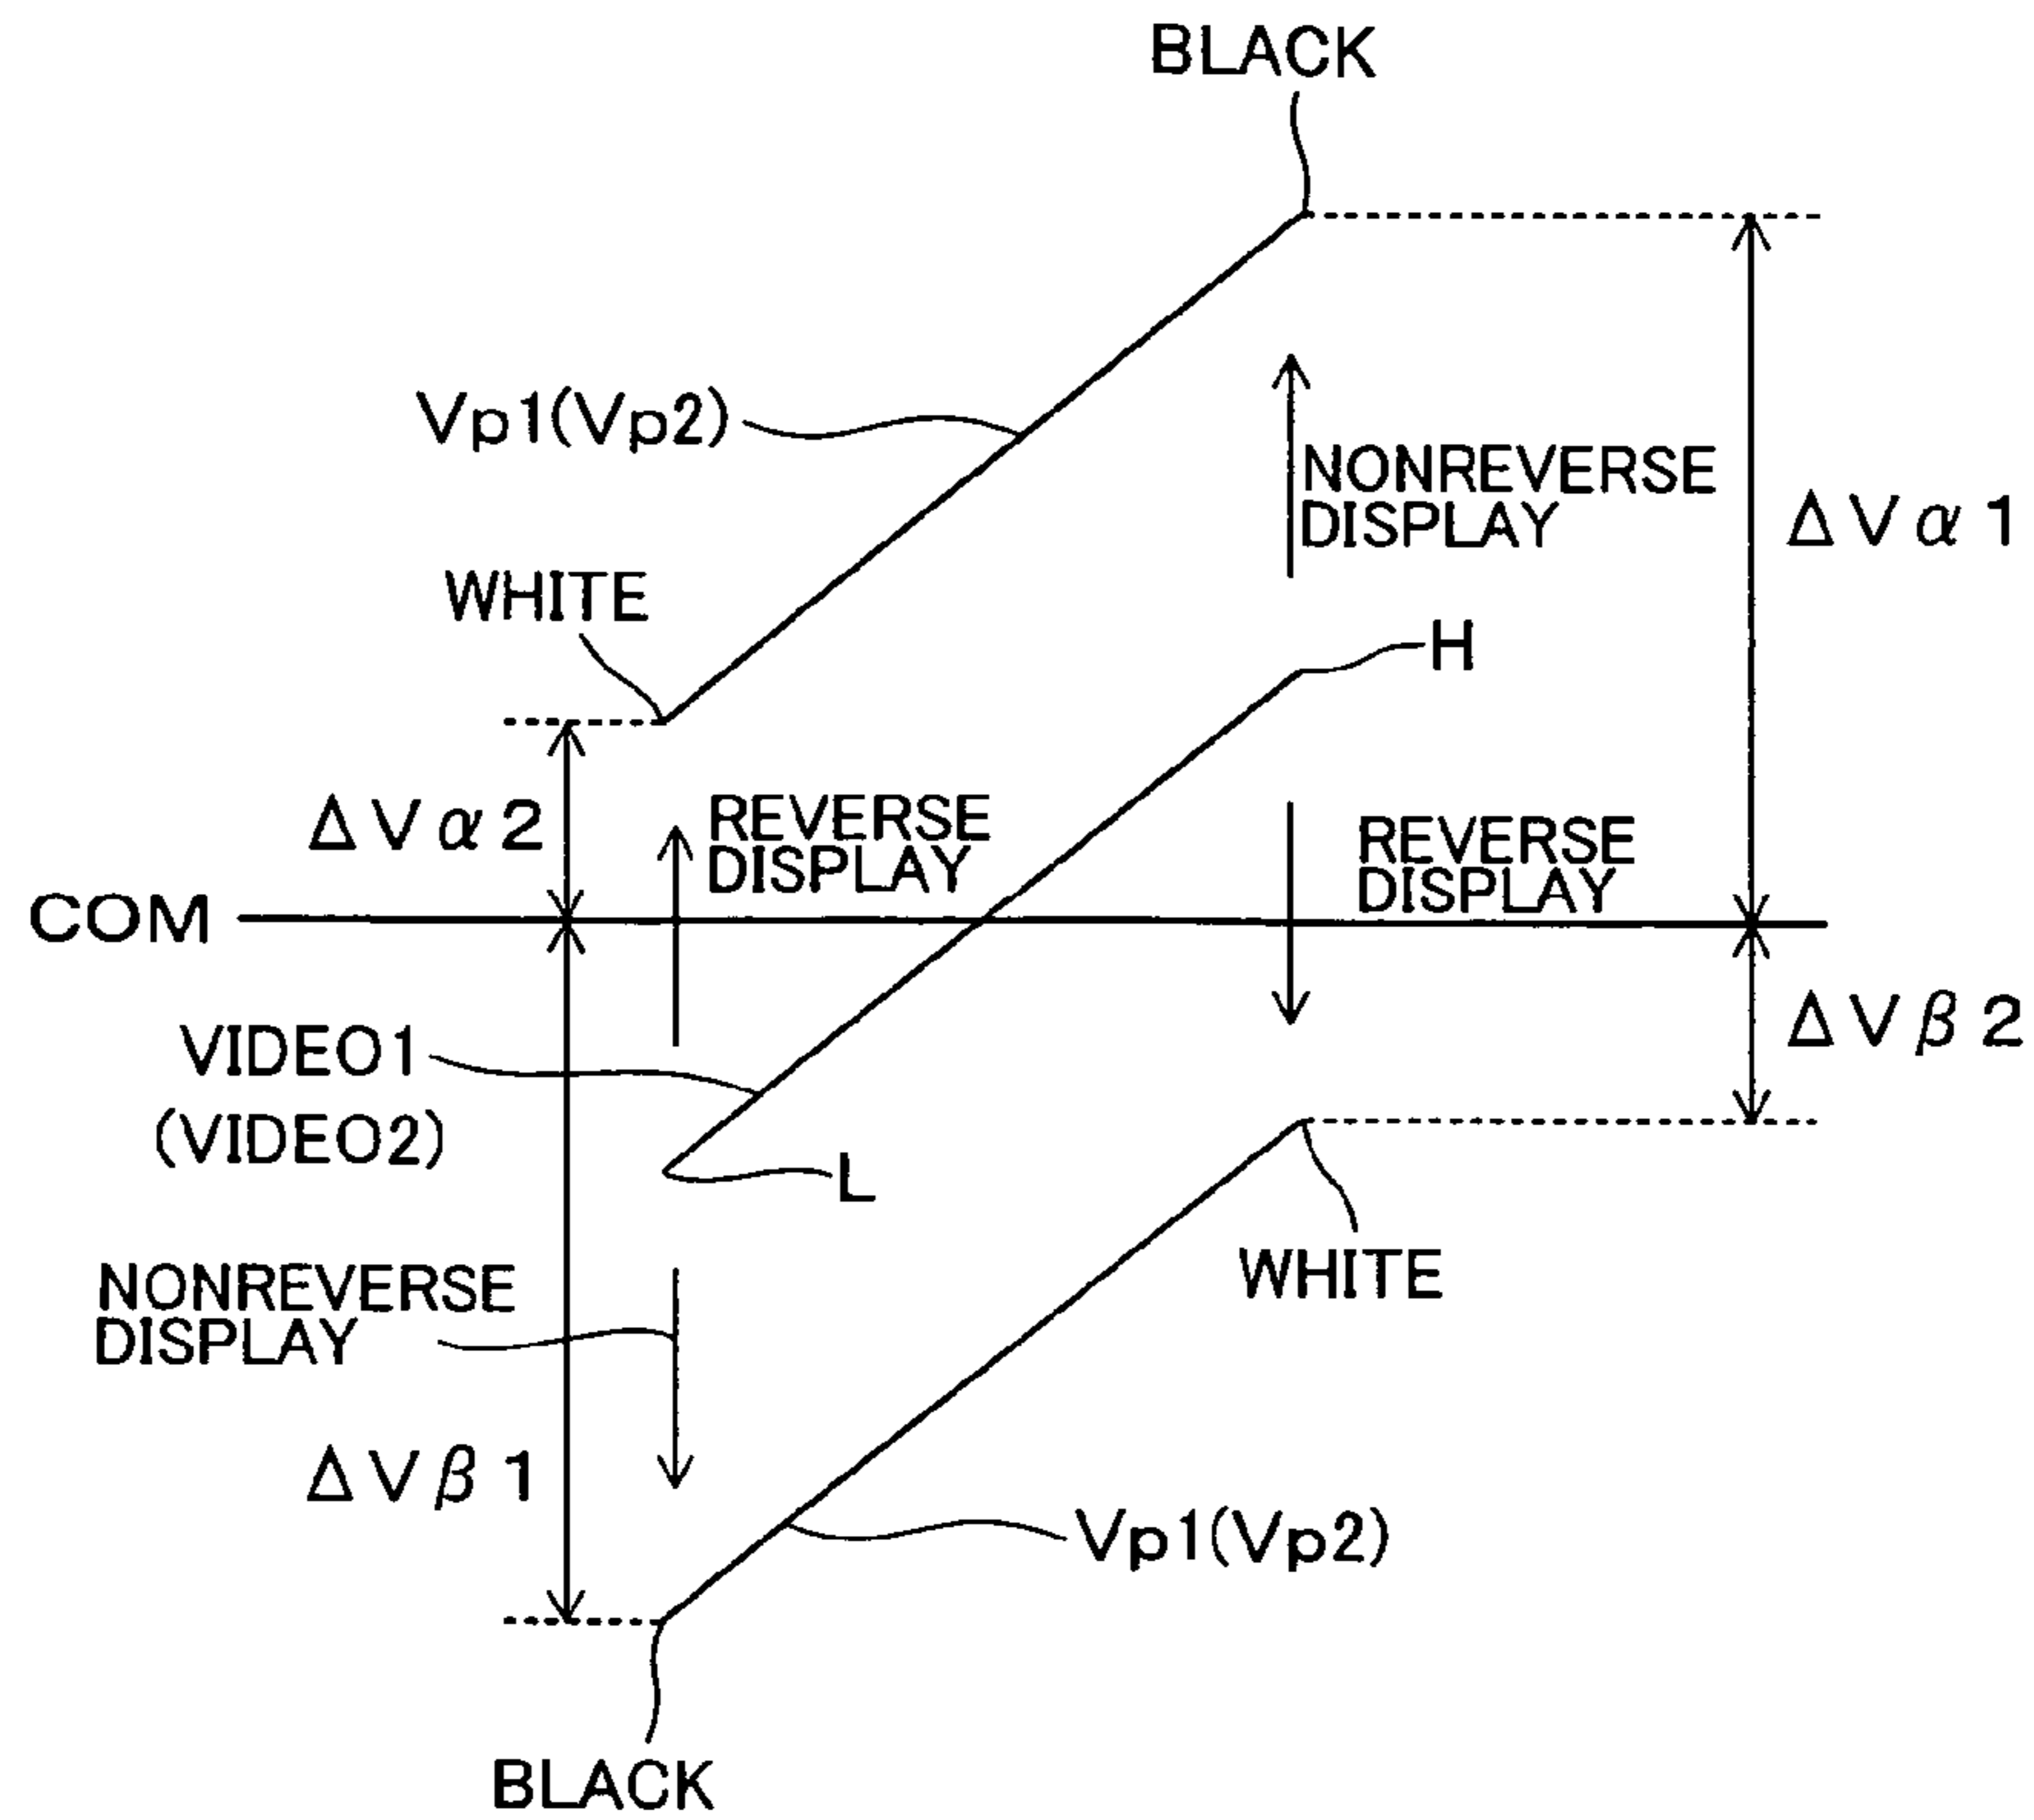 BLACK
Vp1(Vp2)
NONREVERSE
DISPLAY
ΔVα1
WHITE
H
ΔVα2
REVERSE
DISPLAY
REVERSE
DISPLAY
COM
VIDEO1
(VIDEO2)
ΔVβ2
L
NONREVERSE
DISPLAY
WHITE
ΔVβ1
Vp1(Vp2)
BLACK